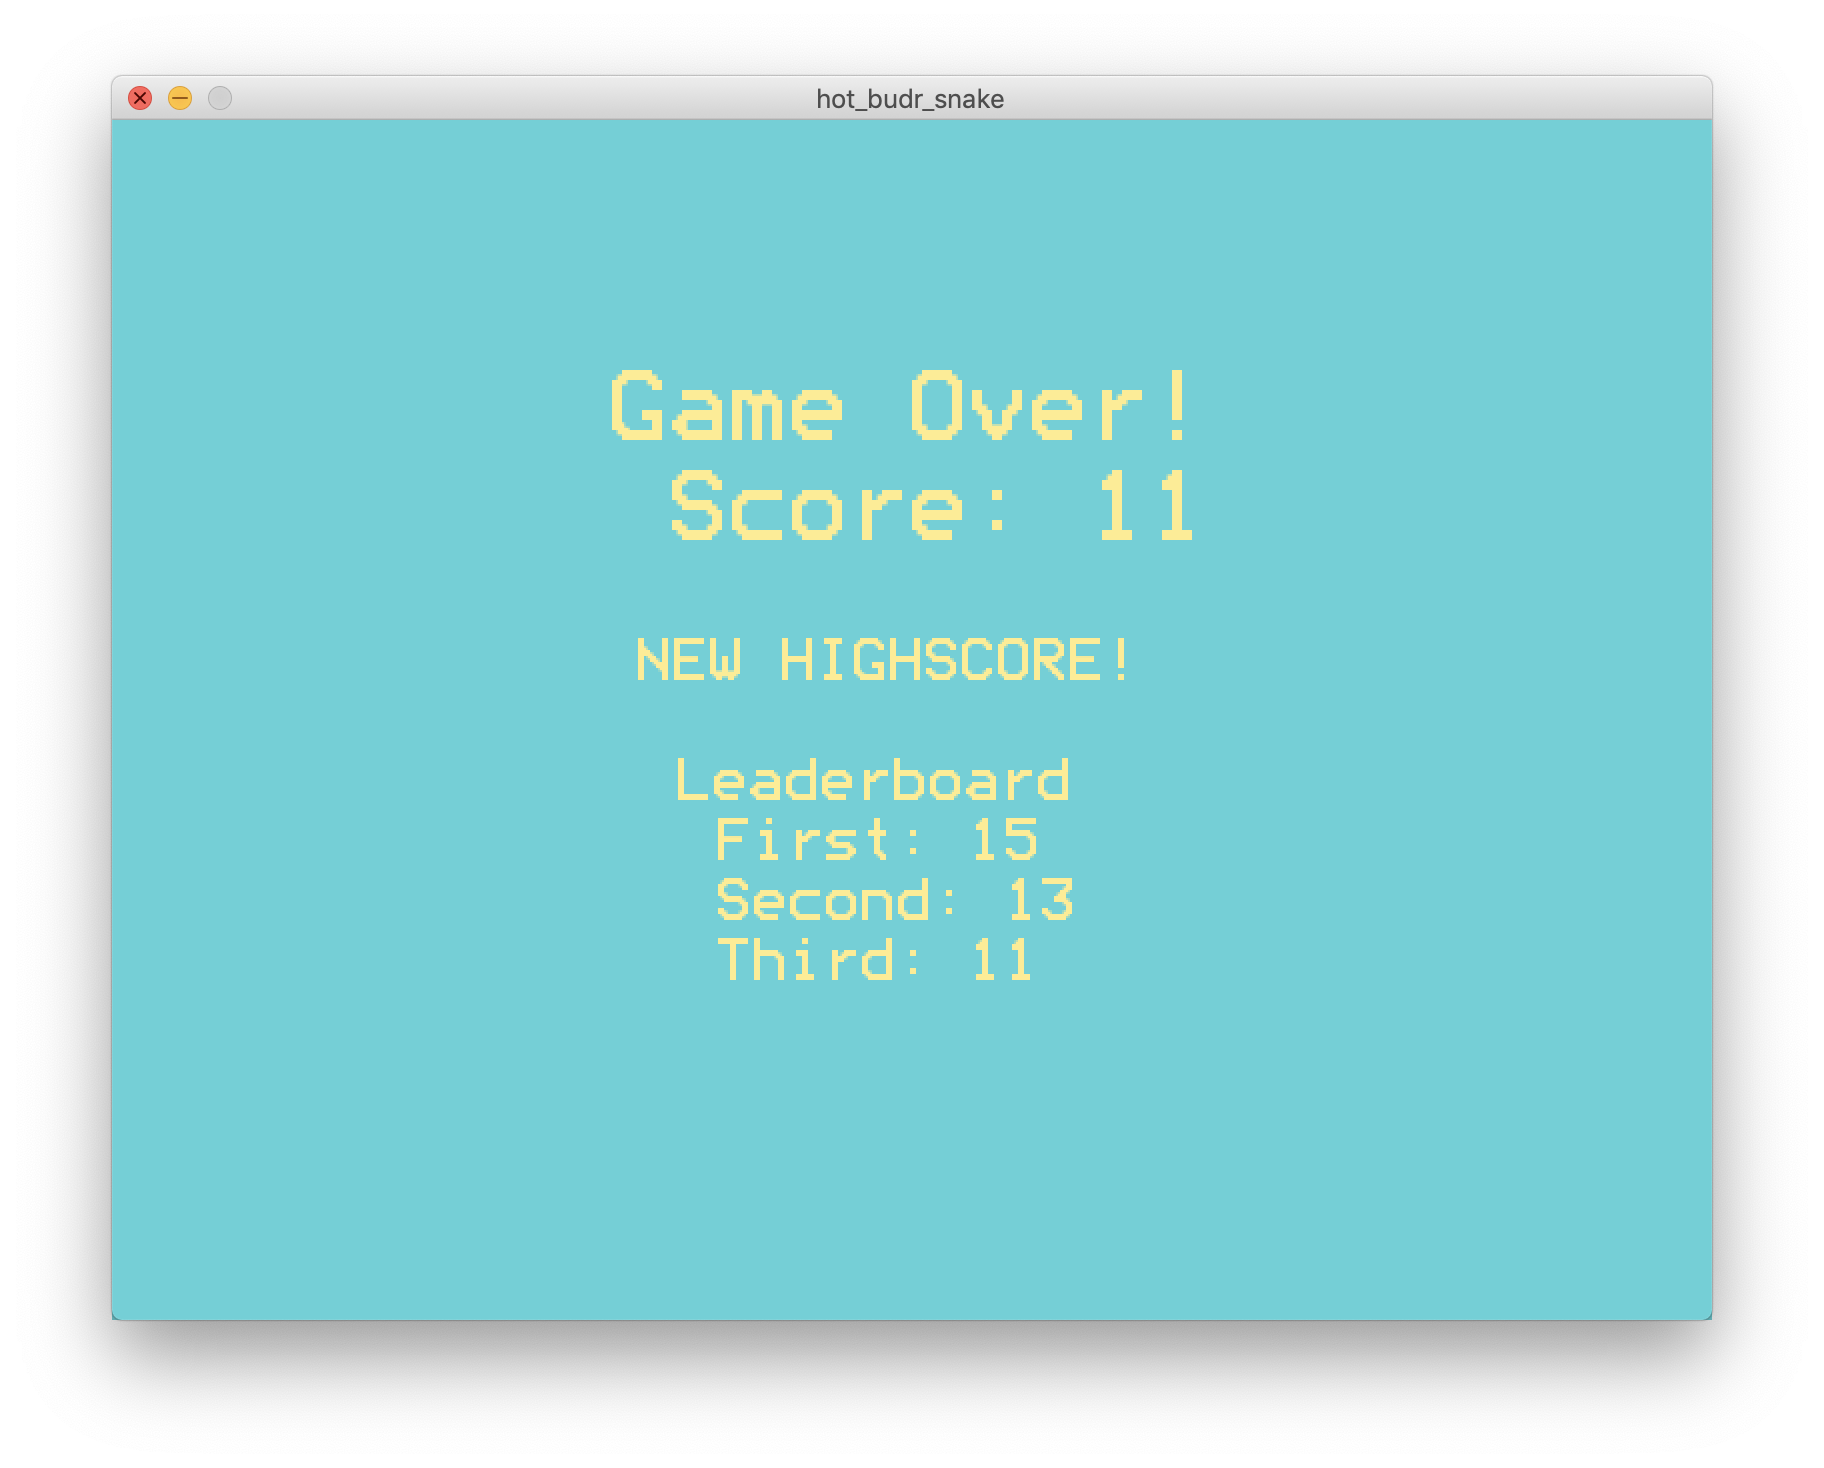 hot_budr_snake
Game Over!
Score: 11
NEW HIGHSCORE!
Leaderboard
First: 15
Second: 13
Third: 11